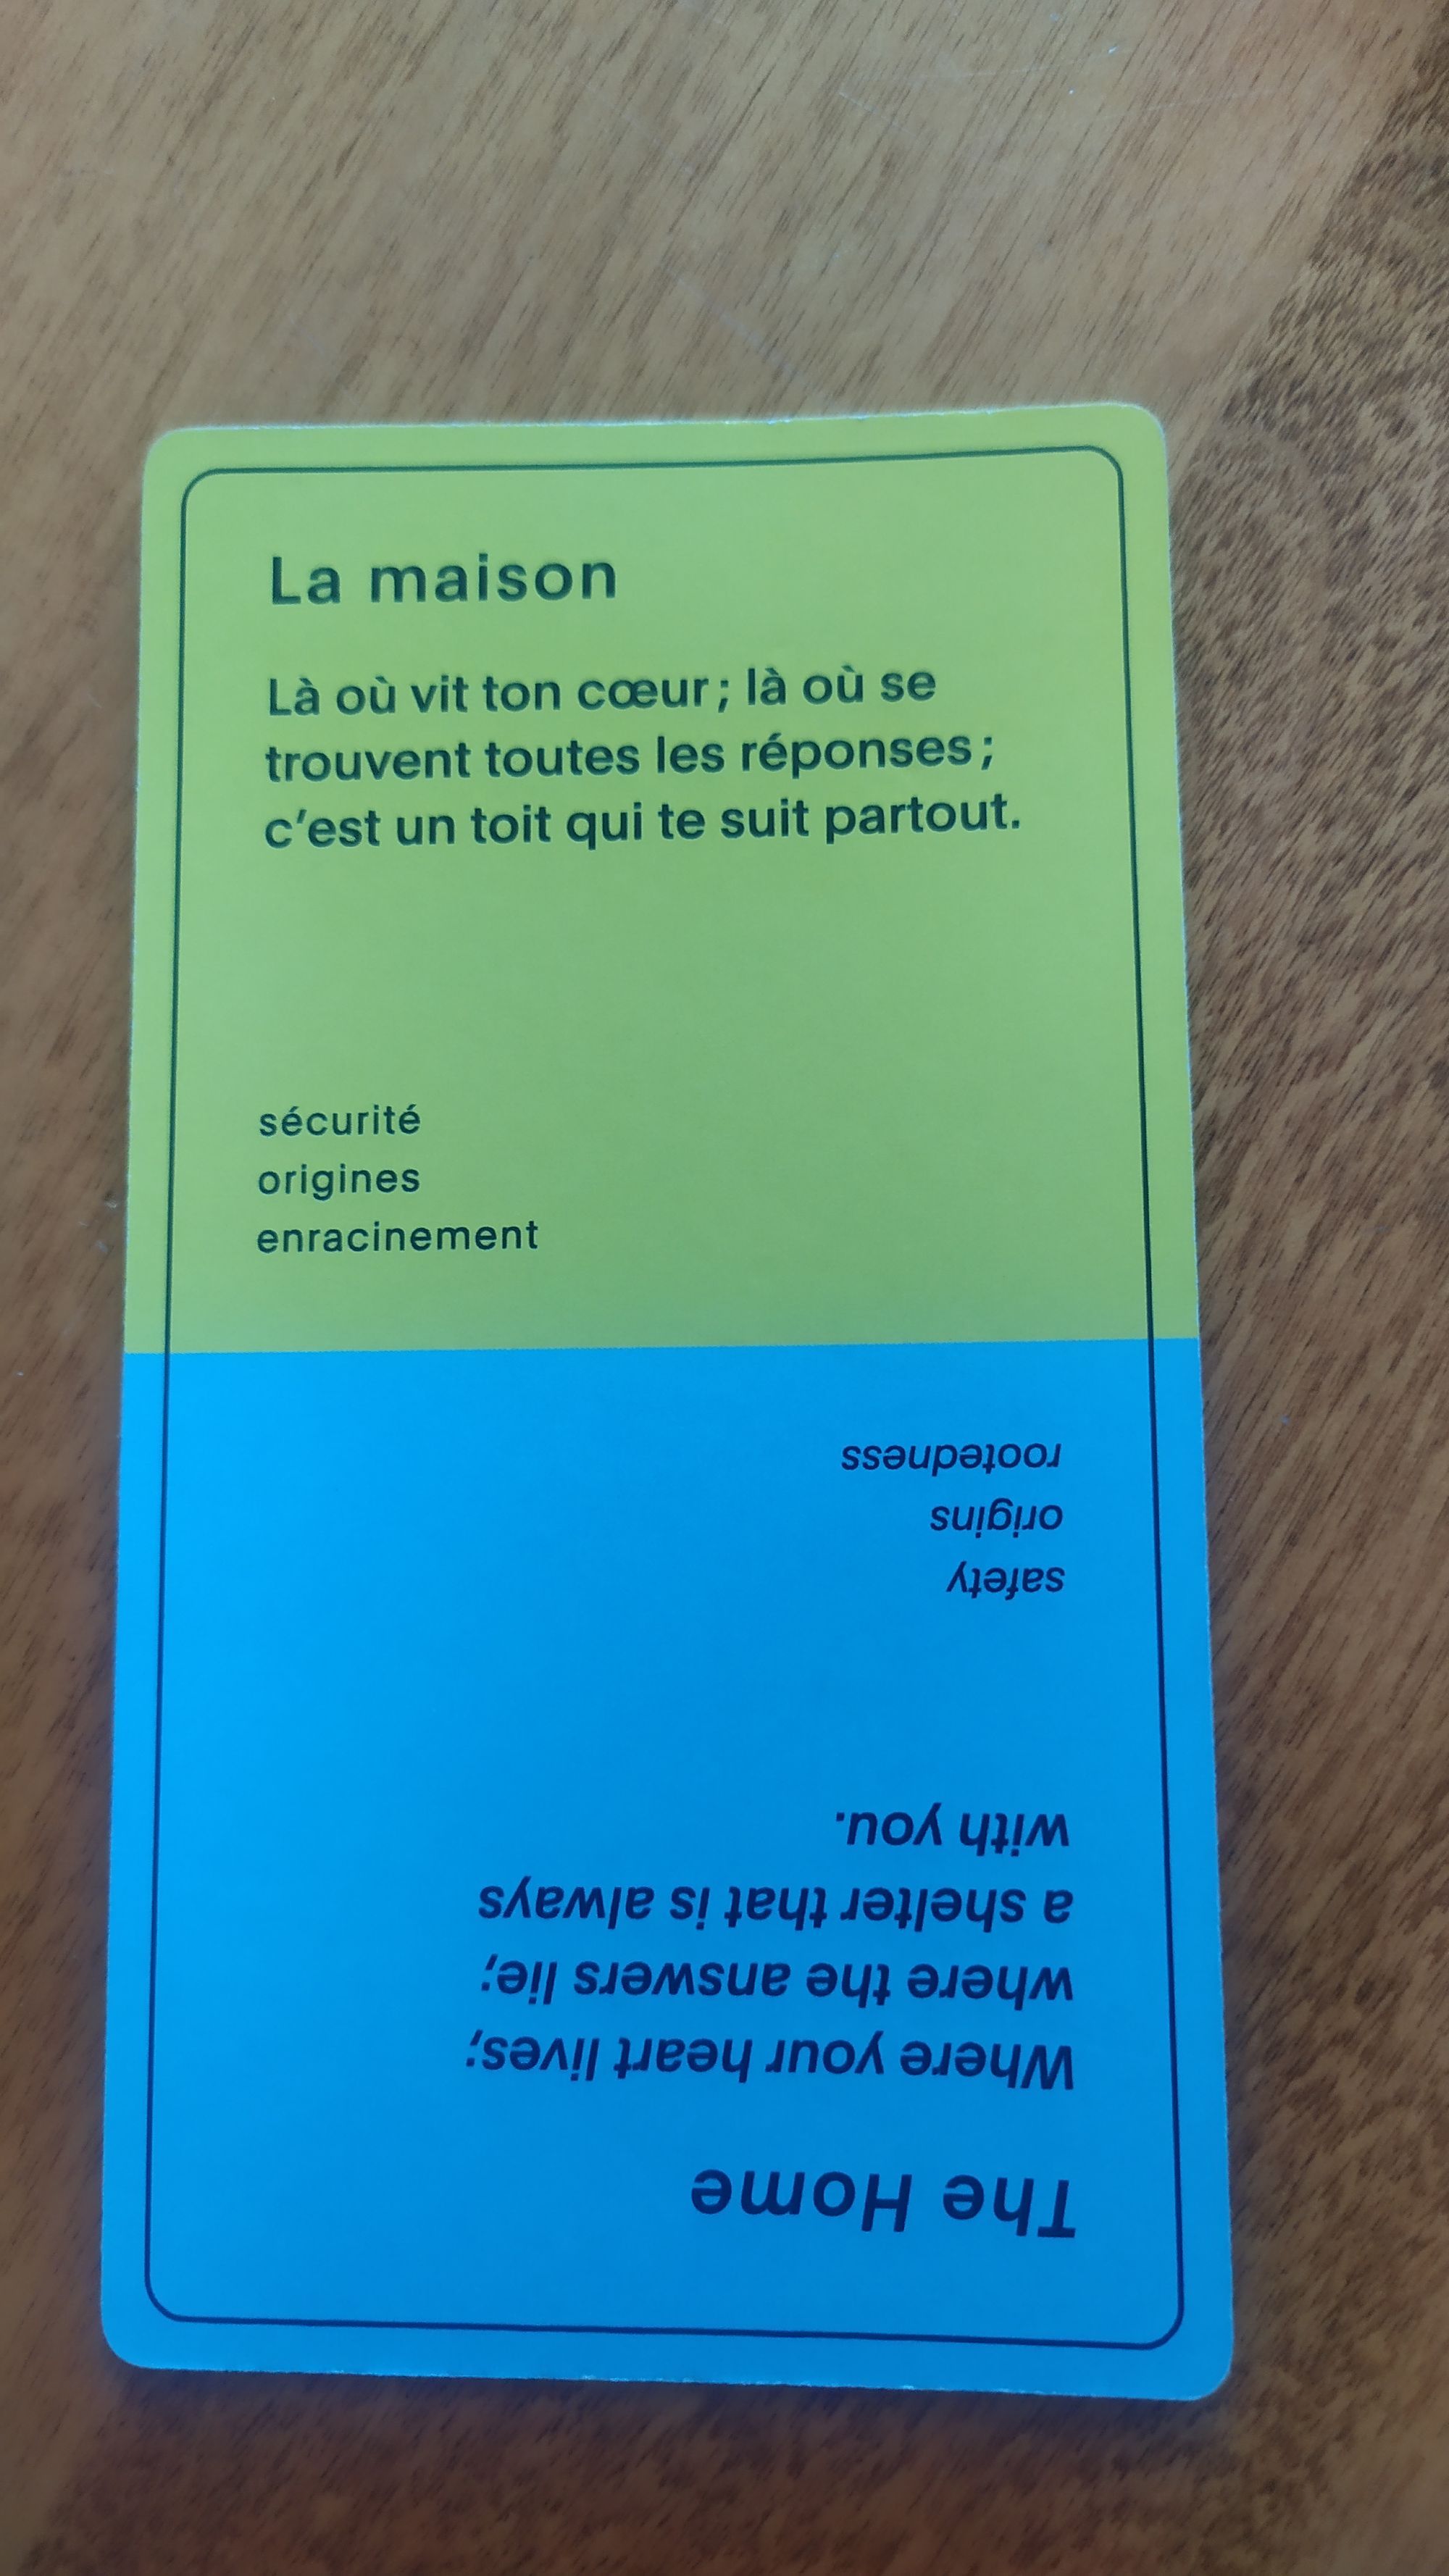 La maison
Là où vit ton cœur ; là où se
trouvent toutes les réponses ;
c’est un toit qui te suit partout.
sécurité
origines
enracinement
The Home
Where your heart lives;
where the answers lie;
a shelter that is always
with you.
safety
origins
rootedness